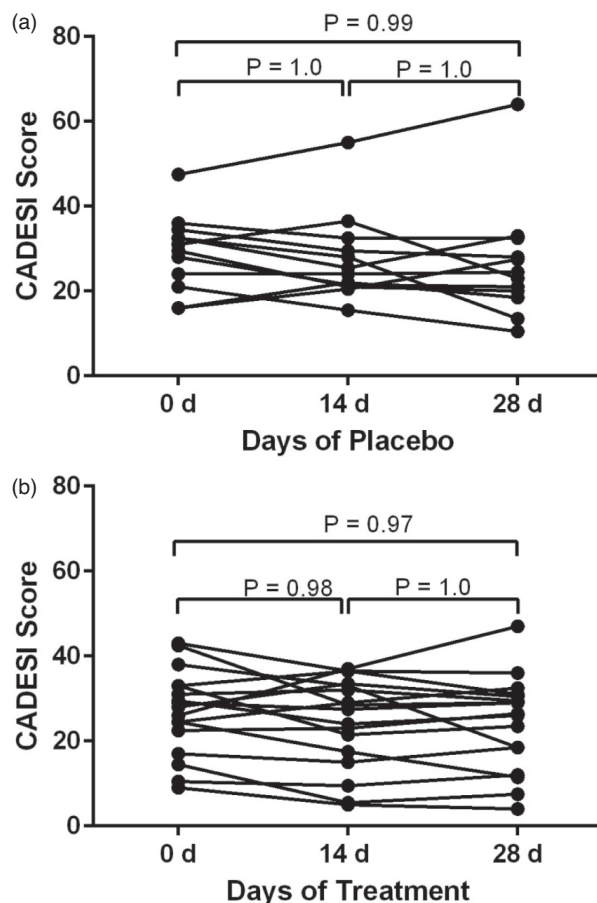 (a)
80
P = 0.99
P = 1.0 P = 1.0
60
40
20
0
CADESI Score
0 d 14 d 28 d
Days of Placebo
(b)
80
P = 0.97
P = 0.98 P = 1.0
60
40
20
0
CADESI Score
0 d 14 d 28 d
Days of Treatment